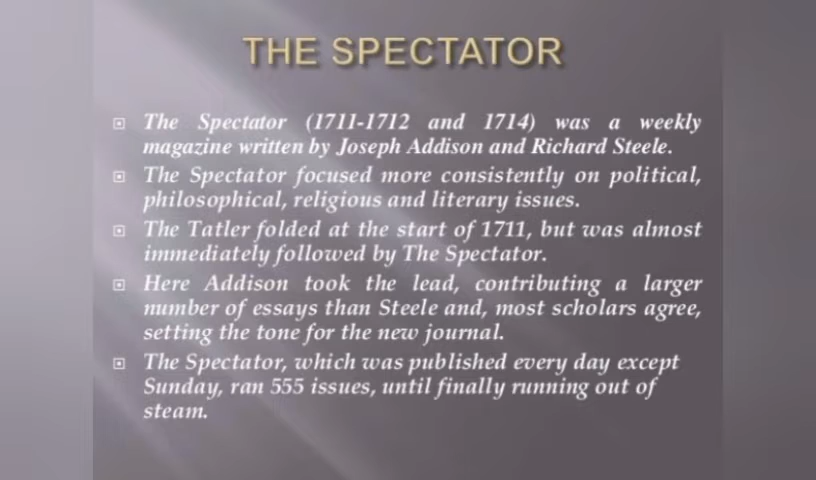 THE SPECTATOR
The Spectator (1711-1712 and 1714) was a weekly
magazine written by Joseph Addison and Richard Steele.
The Spectator focused more consistently on political,
philosophical, religious and literary issues.
The Tatler folded at the start of 1711, but was almost
immediately followed by The Spectator.
Here Addison took the lead, contributing a larger
number of essays than Steele and, most scholars agree,
setting the tone for the new journal.
The Spectator, which was published every day except
Sunday, ran 555 issues, until finally running out of
steam.